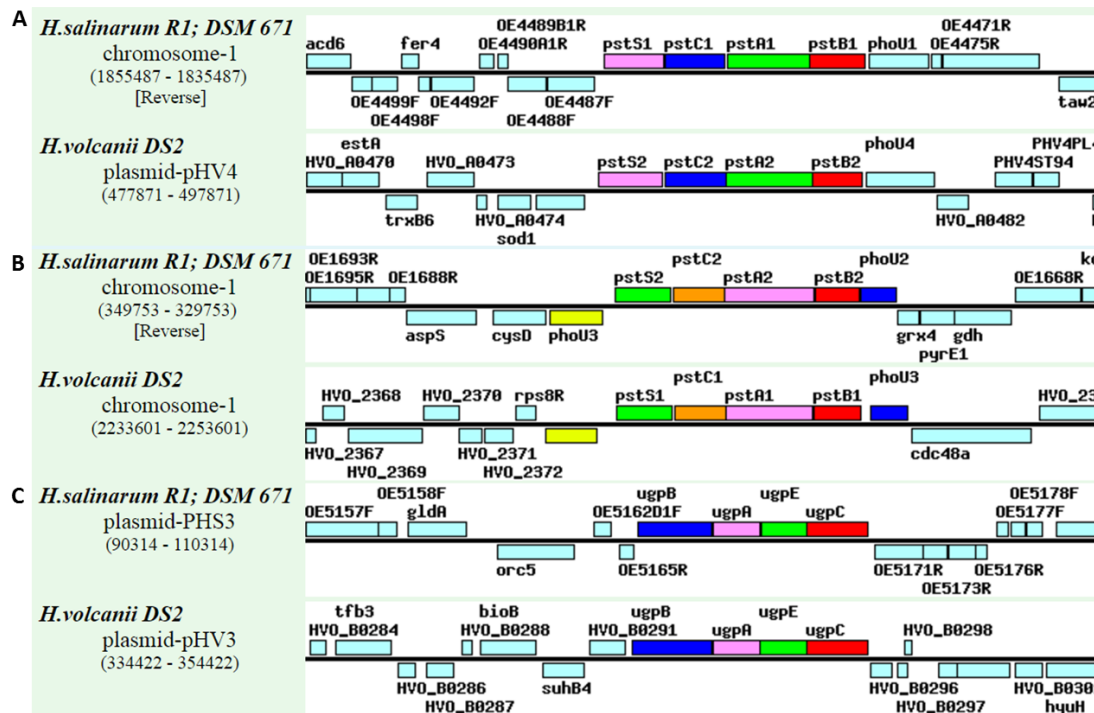 A
H.salinarum R1; DSM 671
chromosome-1
(1855487 - 1835487)
[Reverse]
OE4489B1R OE4471R
acd6 fer4 OE4490A1R pstS1 pstC1 pstA1 pstB1 phoU1 OE4475R
OE4499F OE4492F OE4487F taw2
OE4498F OE4488F
H.volcanii DS2
plasmid-pHV4
(477871 - 497871)
estA phoU4 PHV4PL4
HVO_A0470 HVO_A0473 pstS2 pstC2 pstA2 pstB2 PHV4ST94
trxB6 HVO_A0474 HVO_A0482
sod1
B
H.salinarum R1; DSM 671
chromosome-1
(349753 - 329753)
[Reverse]
OE1693R pstC2 phoU2
OE1695R OE1688R pstS2 pstA2 pstB2 OE1668R
aspS cysD phoU3 grx4 gdh
pyrE1
H.volcanii DS2
chromosome-1
(2233601 - 2253601)
pstC1 phoU3
HVO_2368 HVO_2370 rps8R pstS1 pstA1 pstB1 HVO_23
HVO_2367 HVO_2371 cdc48a
HVO_2369 HVO_2372
C
H.salinarum R1; DSM 671
plasmid-PHS3
(90314 - 110314)
OE5158F ugpB ugpE OE5178F
OE5157F gldA OE5162D1F ugpA ugpC OE5177F
orc5 OE5165R OE5171R OE5176R
OE5173R
H.volcanii DS2
plasmid-pHV3
(334422 - 354422)
tfb3 bioB ugpB ugpE
HVO_B0284 HVO_B0288 HVO_B0291 ugpA ugpC HVO_B0298
HVO_B0286 suhB4 HVO_B0296 HVO_B030
HVO_B0287 HVO_B0297 hyuH